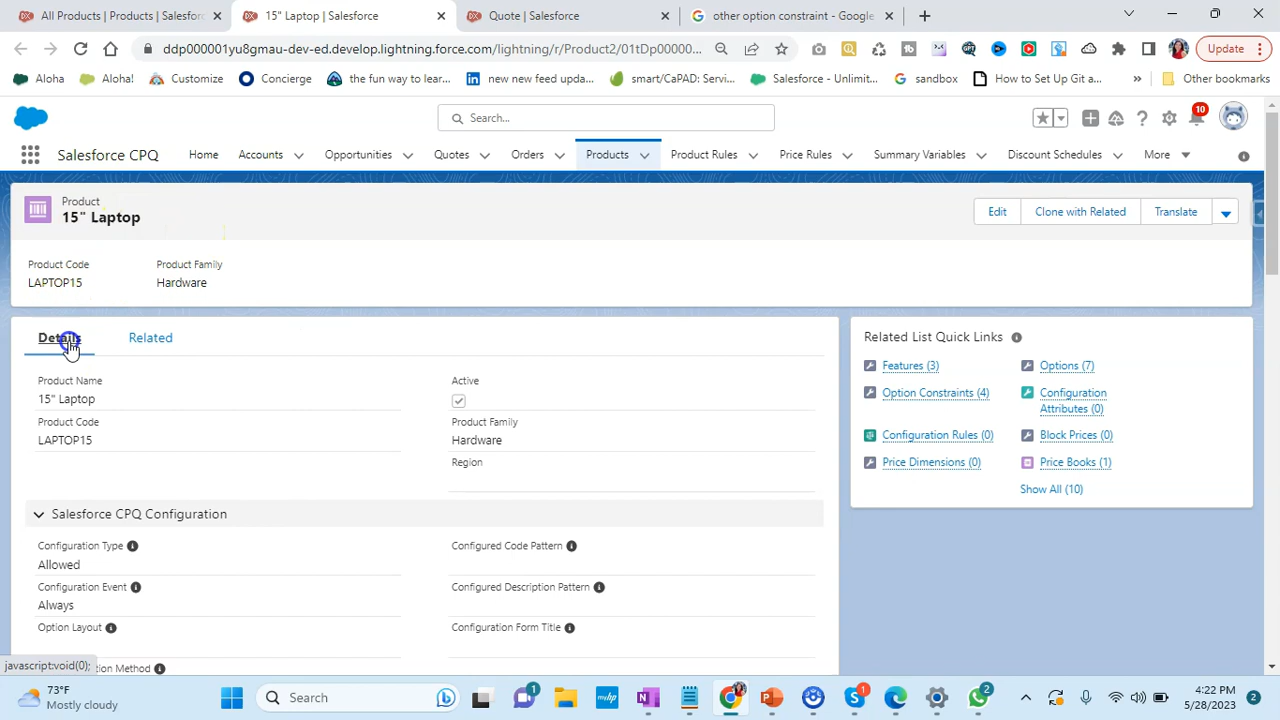 All Products | Products | Salesf
15" Laptop | Salesforce
Quote | Salesforce
other option constraint - Google
ddp000001yu8gmau-dev-ed.develop.lightning.force.com/lightning/r/Product2/01tDp0000...
Update
Aloha
Aloha!
Customize
Concierge
the fun way to lear...
new new feed upda...
smart/CaPAD: Servi...
Salesforce - Unlimit...
sandbox
How to Set Up Git a...
Other bookmarks
Search...
10
Salesforce CPQ
Home
Accounts
Opportunities
Quotes
Orders
Products
Product Rules
Price Rules
Summary Variables
Discount Schedules
More
Product
15" Laptop
Edit
Clone with Related
Translate
Product Code
Product Family
LAPTOP15
Hardware
Details
Related
Related List Quick Links
Product Name
Active
15" Laptop
Product Code
Product Family
LAPTOP15
Hardware
Region
Features (3)
Options (7)
Option Constraints (4)
Configuration
Attributes (0)
Configuration Rules (0)
Block Prices (0)
Price Dimensions (0)
Price Books (1)
Show All (10)
Salesforce CPQ Configuration
Configuration Type
Configured Code Pattern
Allowed
Configuration Event
Configured Description Pattern
Always
Option Layout
Configuration Form Title
javascript:void(0);
tion Method
73°F
Mostly cloudy
Search
1
1
2
4:22 PM
5/28/2023
2